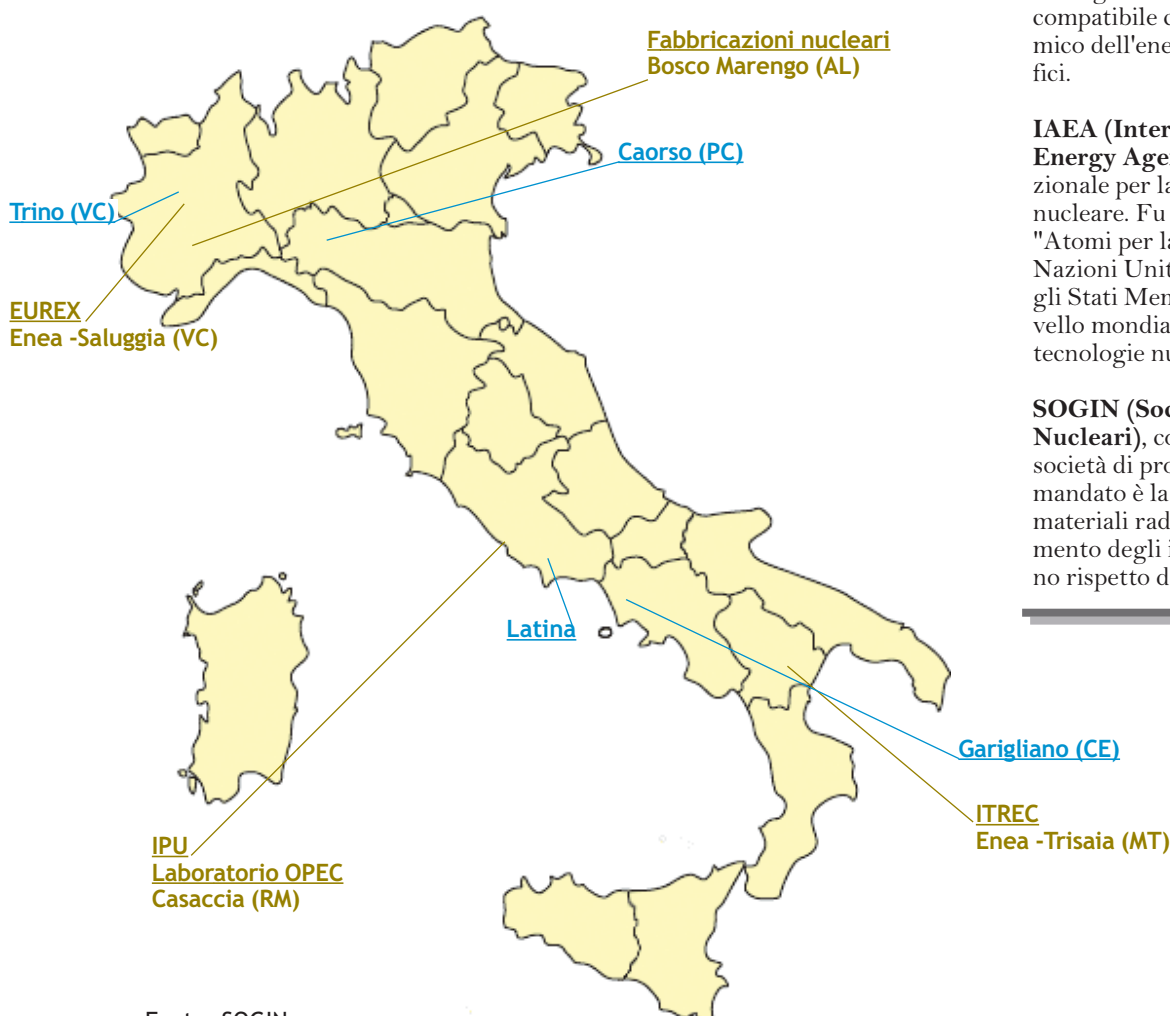 Fabbricazioni nucleari
Bosco Marengo (AL)
Caorso (PC)
Trino (VC)
EUREX
Enea -Saluggia (VC)
Latina
Garigliano (CE)
ITREC
Enea -Trisaia (MT)
IPU
Laboratorio OPEC
Casaccia (RM)
SOGIN
compatibile
mico dell'ene
fici.
IAEA (Inter
Energy Age
zionale per la
nucleare. Fu
"Atomi per la
Nazioni Unit
gli Stati Mem
vello mondia
tecnologie nu
SOGIN (Soc
Nucleari), co
società di pro
mandato è la
materiali rad
mento degli i
no rispetto d